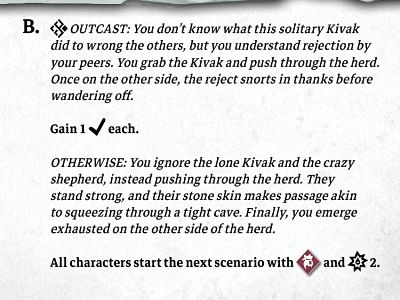 B. OUTCAST: You don't know what this solitary Kivak
did to wrong the others, but you understand rejection by
your peers. You grab the Kivak and push through the herd.
Once on the other side, the reject snorts in thanks before
wandering off.
Gain 1 ✓ each.
OTHERWISE: You ignore the lone Kivak and the crazy
shepherd, instead pushing through the herd. They
stand strong, and their stone skin makes passage akin
to squeezing through a tight cave. Finally, you emerge
exhausted on the other side of the herd.
All characters start the next scenario with and 2.